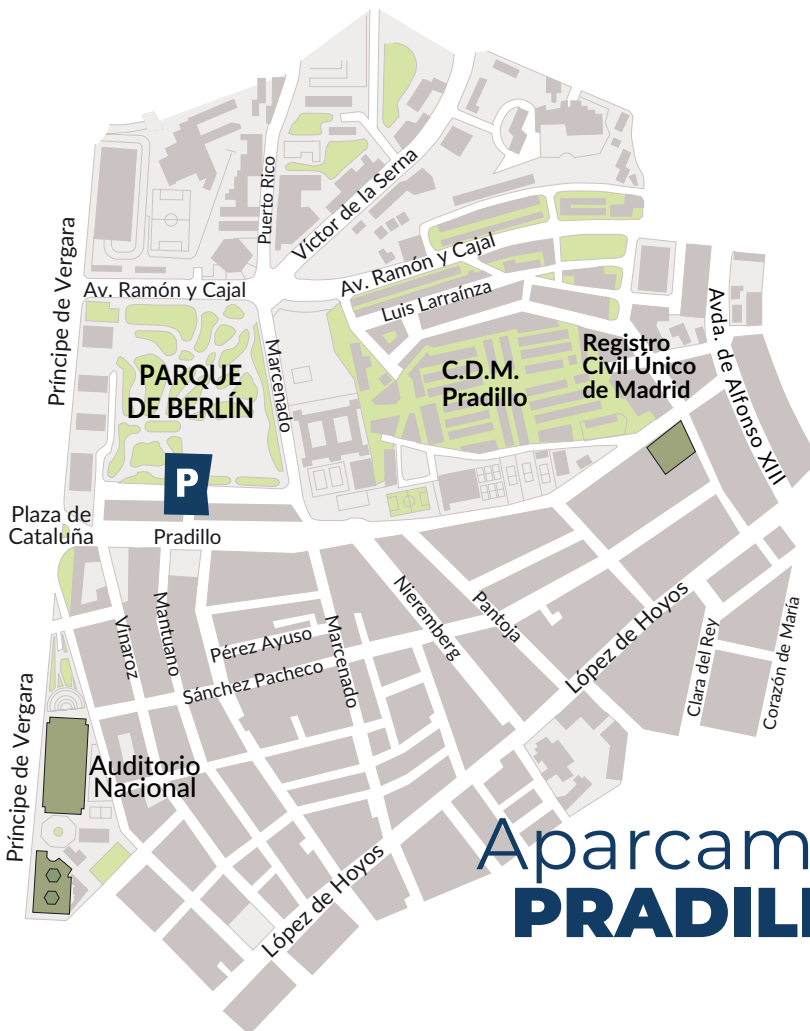 Puerto Rico
Víctor de la Serna
Príncipe de Vergara
Av. Ramón y Cajal
Av. Ramón y Cajal
Luis Larraínza
Avda. de Alfonso XIII
Marcenado
PARQUE
DE BERLÍN
C.D.M.
Pradillo
Registro
Civil Único
de Madrid
P
Plaza de
Cataluña
Pradillo
Vinaroz
Mantuano
Pérez Ayuso
Sánchez Pacheco
Marcenado
Nieremberg
Pantoja
López de Hoyos
Clara del Rey
Corazón de María
Príncipe de Vergara
Auditorio
Nacional
López de Hoyos
Aparcam
PRADILL